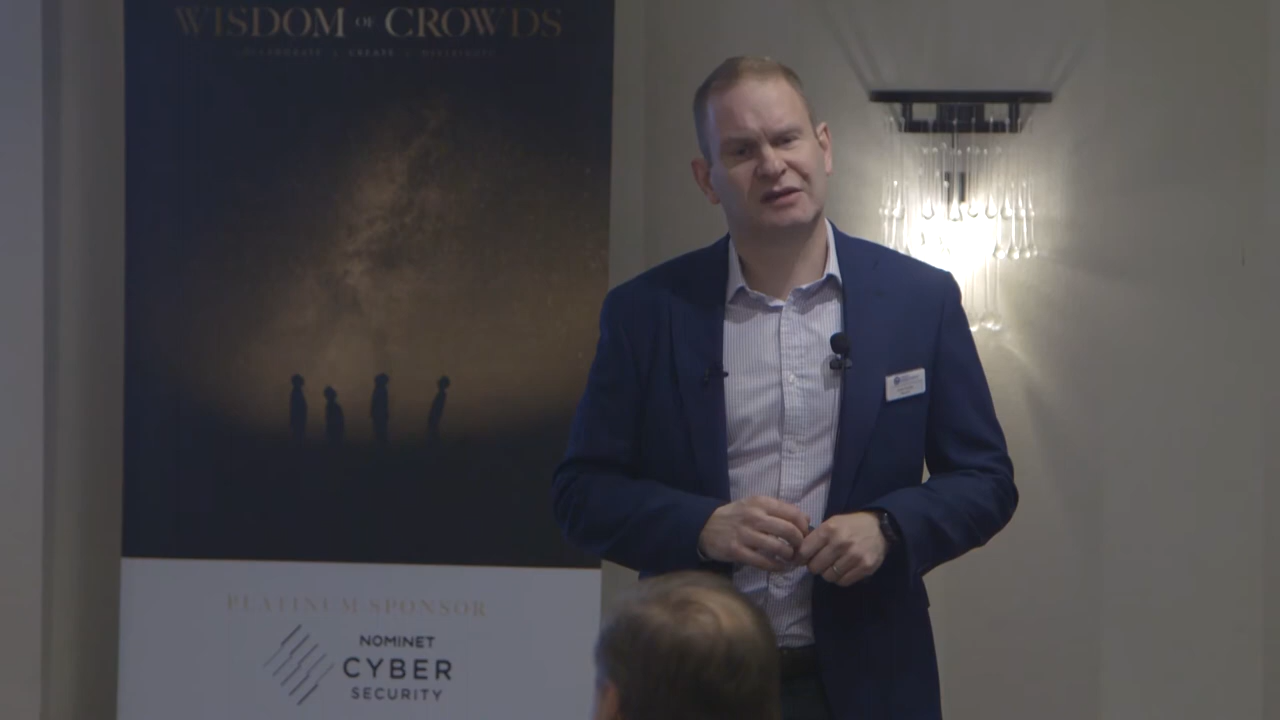 WISDOM OF CROWDS
PLATINUM SPONSOR
NOMINET
CYBER
SECURITY